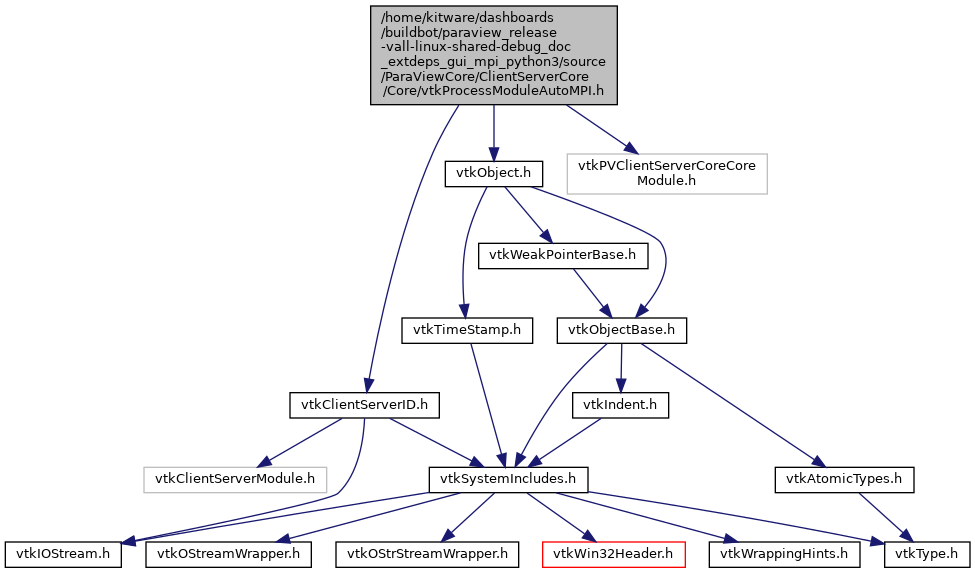 /home/kitware/dashboards
/buildbot/paraview_release
-vall-linux-shared-debug_doc
_extdeps_gui_mpi_python3/source
/ParaViewCore/ClientServerCore
/Core/vtkProcessModuleAutoMPI.h
vtkObject.h
vtkPVClientServerCoreCore
Module.h
vtkWeakPointerBase.h
vtkTimeStamp.h
vtkObjectBase.h
vtkClientServerID.h
vtkIndent.h
vtkClientServerModule.h
vtkSystemIncludes.h
vtkAtomicTypes.h
vtkIOStream.h
vtkOStreamWrapper.h
vtkOStrStreamWrapper.h
vtkWin32Header.h
vtkWrappingHints.h
vtkType.h